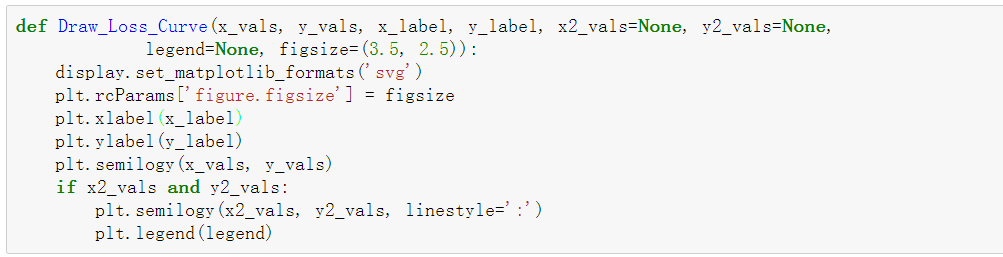 def Draw_Loss_Curve(x_vals, y_vals, x_label, y_label, x2_vals=None, y2_vals=None,
            legend=None, figsize=(3.5, 2.5)):
    display.set_matplotlib_formats('svg')
    plt.rcParams['figure.figsize'] = figsize
    plt.xlabel(x_label)
    plt.ylabel(y_label)
    plt.semilogy(x_vals, y_vals)
    if x2_vals and y2_vals:
        plt.semilogy(x2_vals, y2_vals, linestyle=':')
        plt.legend(legend)